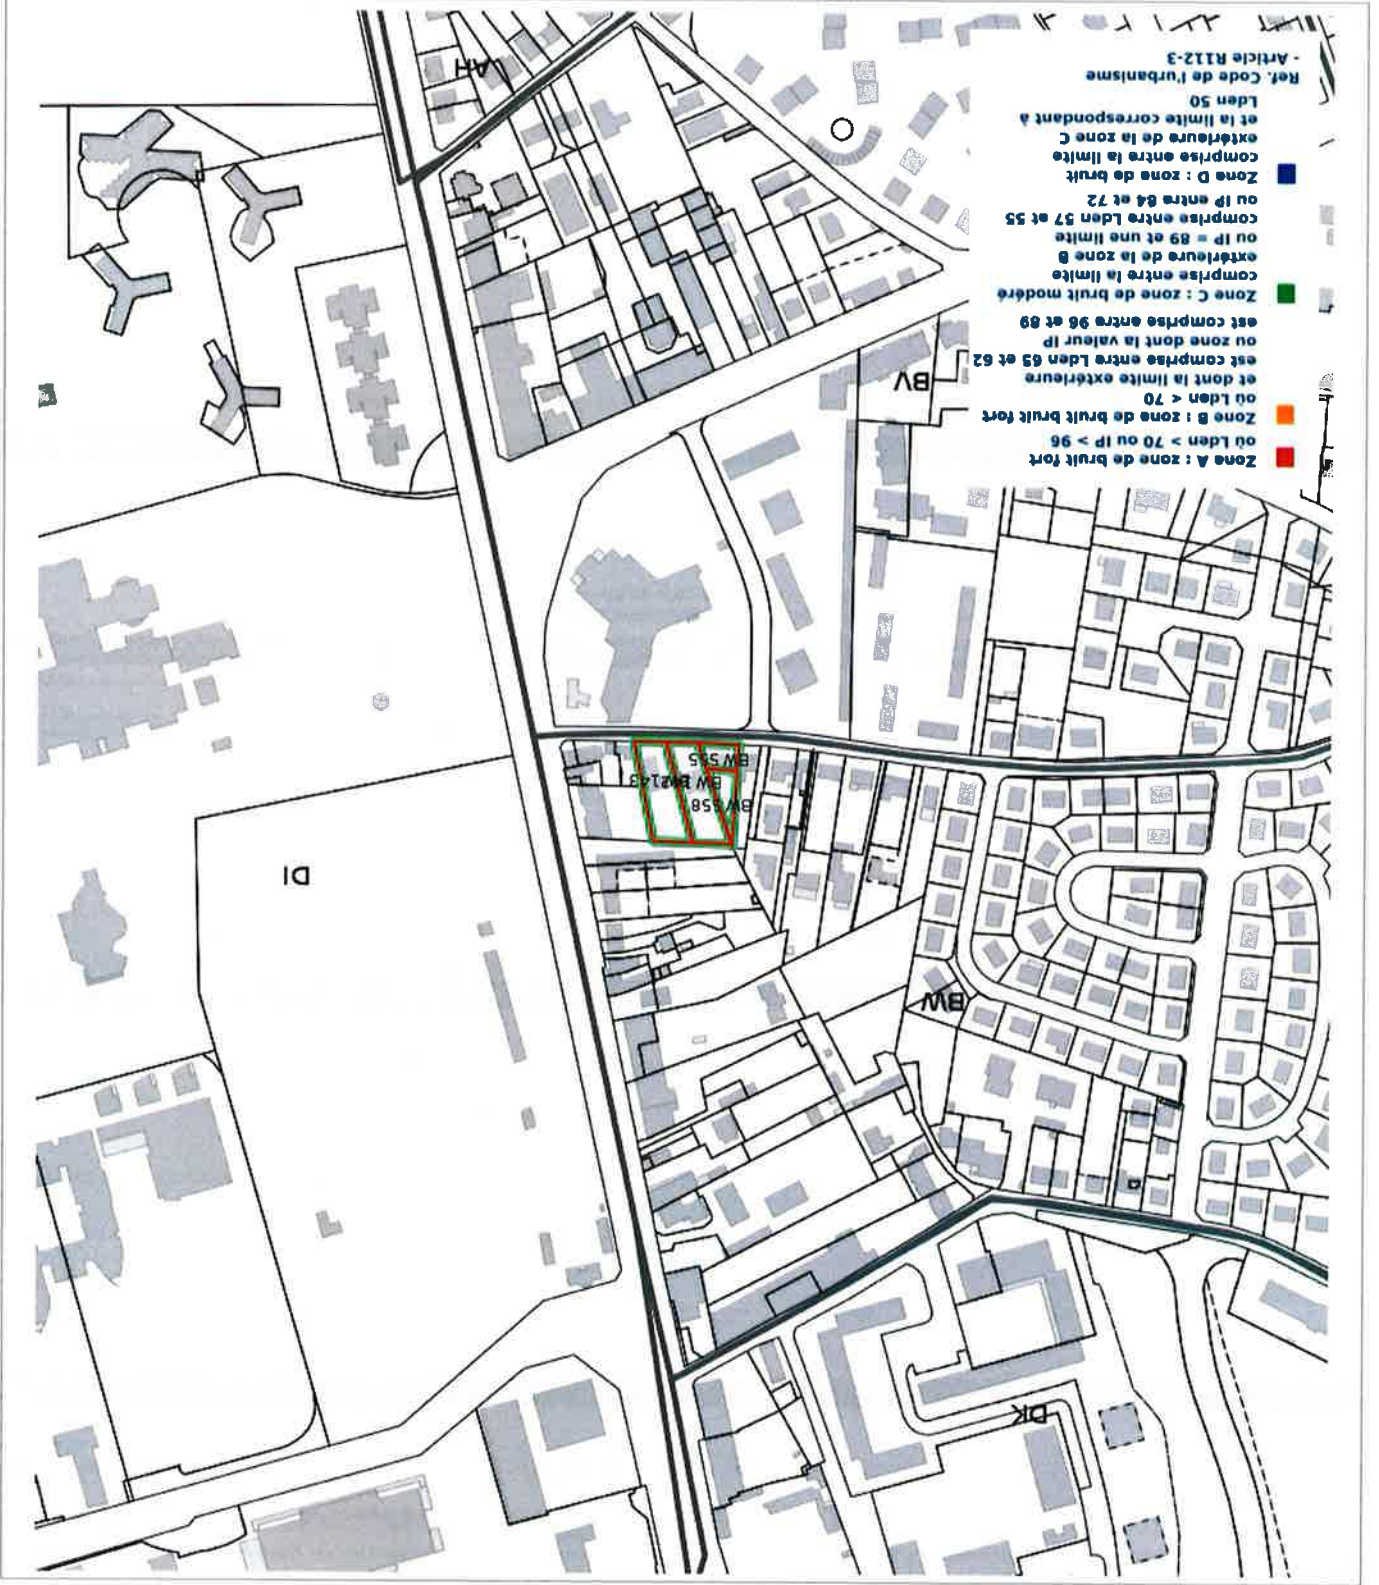 DK
BW
DI
BW 558
BW 555
Zone A : zone de bruit fort
où Lden > 70 ou IP > 96
Zone B : zone de bruit bruit fort
où Lden < 70
et dont la limite extérieure
est comprise entre Lden 65 et 62
ou zone dont la valeur IP
est comprise entre 96 et 89
Zone C : zone de bruit modéré
comprise entre la limite
extérieure de la zone B
ou IP = 89 et une limite
comprise entre Lden 57 et 55
ou IP entre 84 et 72
Zone D : zone de bruit
comprise entre la limite
extérieure de la zone C
et la limite correspondant à
Lden 50
Ref. Code de l'urbanisme
- Article R112-3
BV
AH